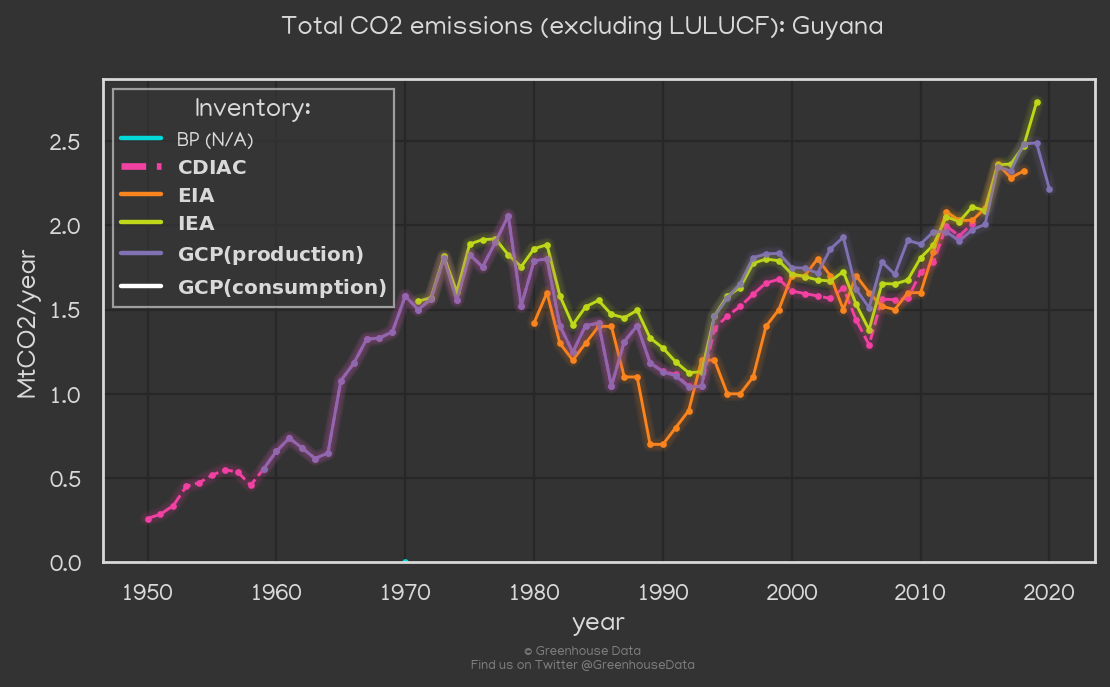 Total CO2 emissions (excluding LULUCF): Guyana
Inventory:
BP (N/A)
CDIAC
EIA
IEA
GCP(production)
GCP(consumption)
MtCO2/year
2.5
2.0
1.5
1.0
0.5
0.0
1950 1960 1970 1980 1990 2000 2010 2020
year
© Greenhouse Data
Find us on Twitter @GreenhouseData